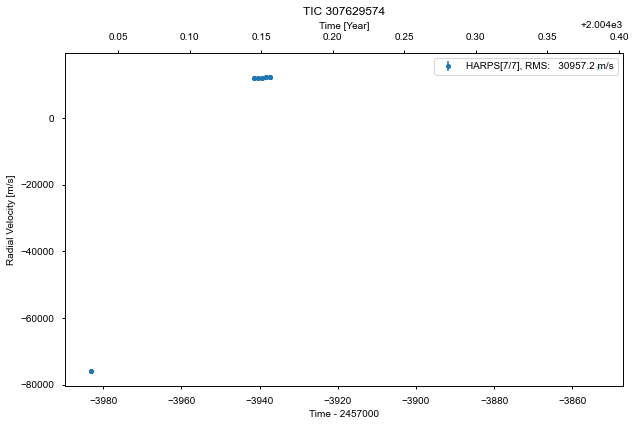 TIC 307629574
Time [Year]
+2.004e3
0.05 0.10 0.15 0.20 0.25 0.30 0.35 0.40
HARPS[7/7], RMS: 30957.2 m/s
Radial Velocity [m/s]
0
−20000
−40000
−60000
−80000
−3980 −3960 −3940 −3920 −3900 −3880 −3860
Time - 2457000